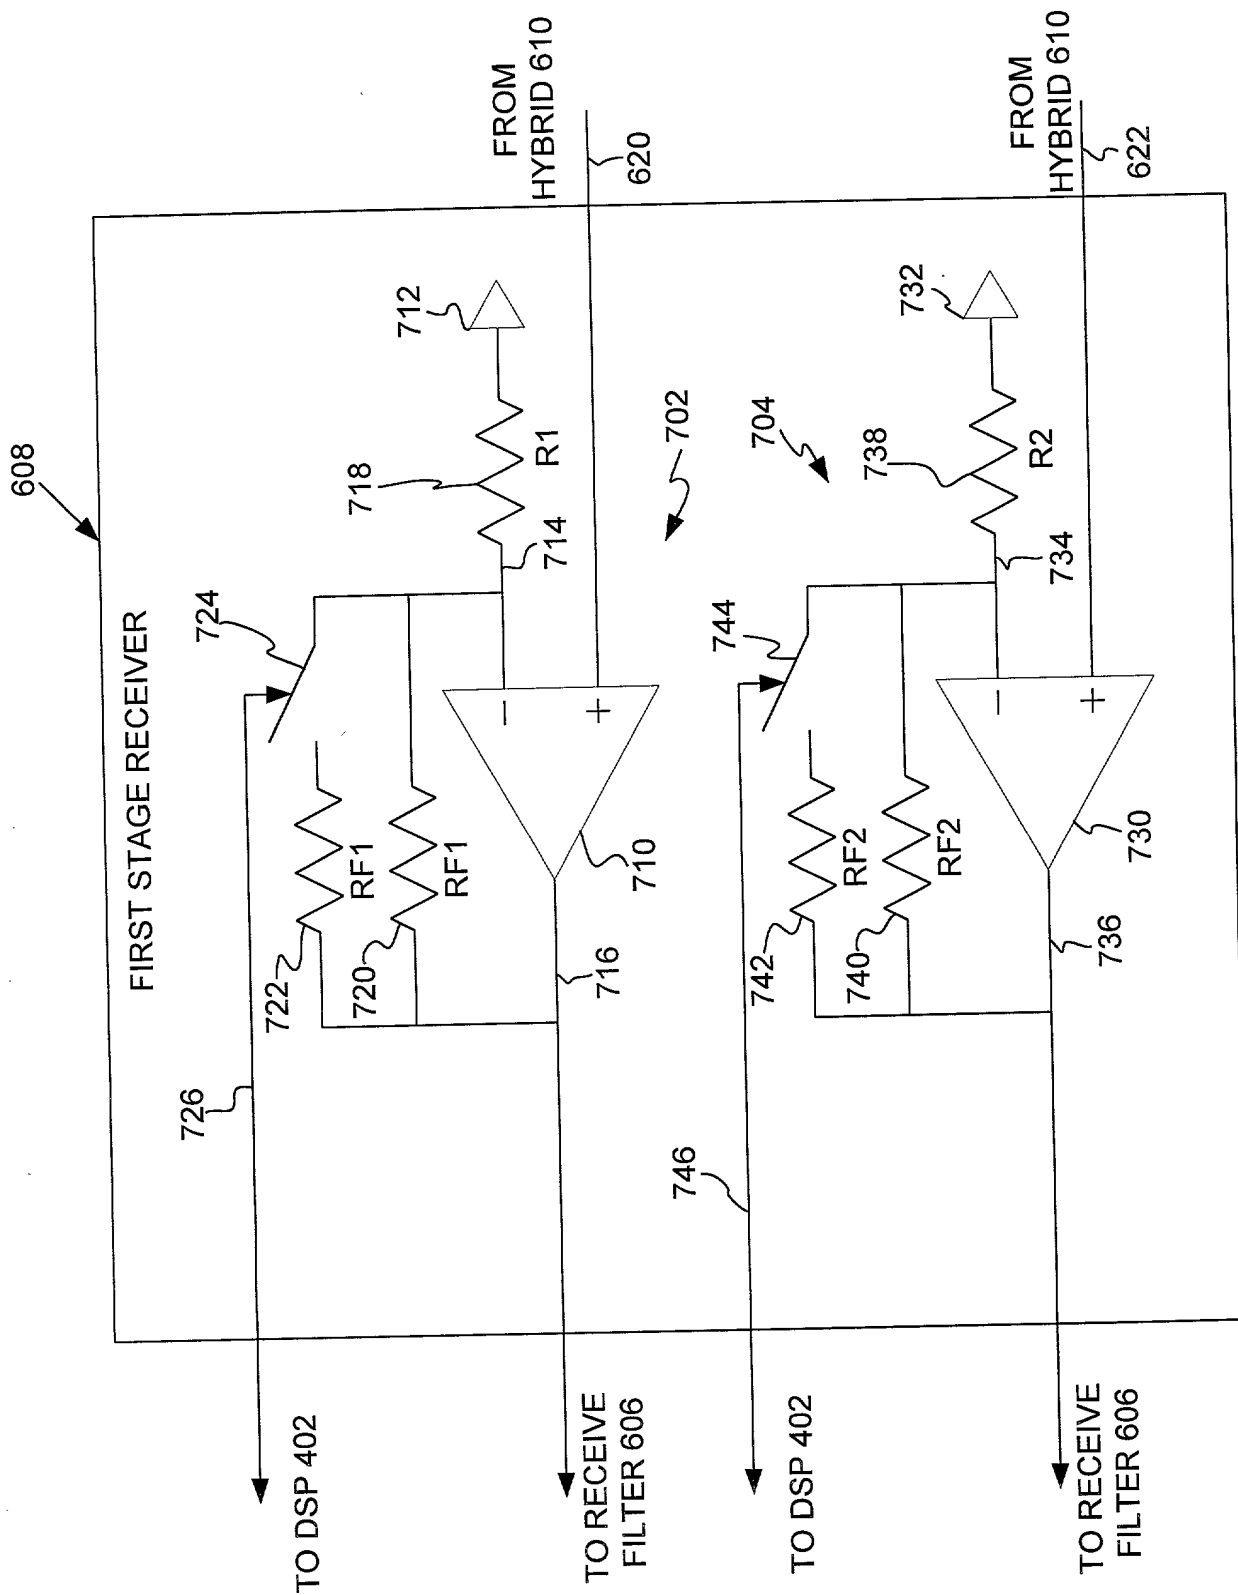 608
FIRST STAGE RECEIVER
726
724
718
712
722
RF1
720
RF1
714
R1
FROM
HYBRID 610
620
−
+
716
710
702
TO DSP 402
TO RECEIVE
FILTER 606
746
744
704
738
732
742
RF2
740
RF2
734
R2
FROM
HYBRID 610
622
−
+
736
730
TO DSP 402
TO RECEIVE
FILTER 606